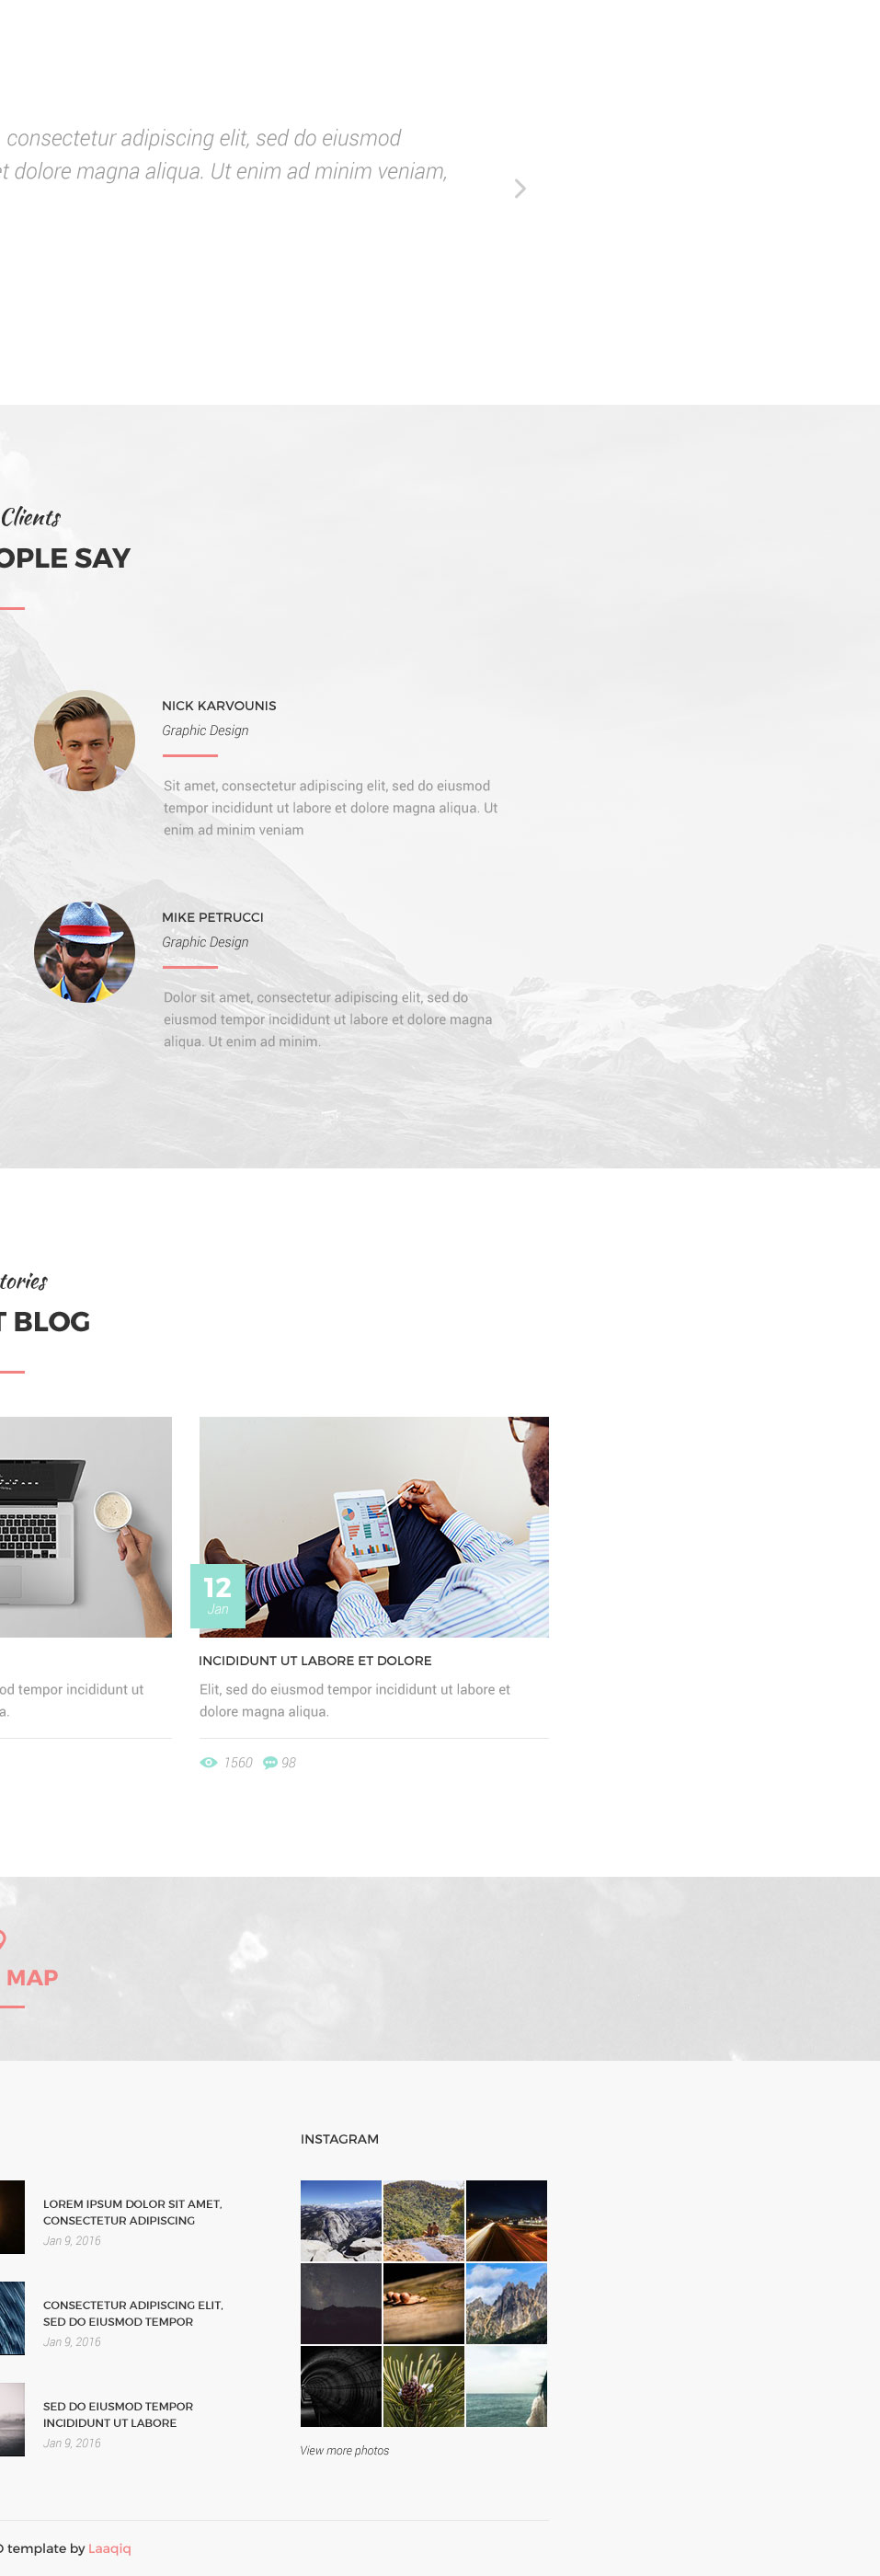 consectetur adipiscing elit, sed do eiusmod
et dolore magna aliqua. Ut enim ad minim veniam,
Clients
OPLE SAY
NICK KARVOUNIS
Graphic Design
Sit amet, consectetur adipiscing elit, sed do eiusmod
tempor incididunt ut labore et dolore magna aliqua. Ut
enim ad minim veniam
MIKE PETRUCCI
Graphic Design
Dolor sit amet, consectetur adipiscing elit, sed do
eiusmod tempor incididunt ut labore et dolore magna
aliqua. Ut enim ad minim.
tories
T BLOG
12
Jan
INCIDIDUNT UT LABORE ET DOLORE
od tempor incididunt ut
a.
Elit, sed do eiusmod tempor incididunt ut labore et
dolore magna aliqua.
1560 98
MAP
INSTAGRAM
LOREM IPSUM DOLOR SIT AMET,
CONSECTETUR ADIPISCING
Jan 9, 2016
CONSECTETUR ADIPISCING ELIT,
SED DO EIUSMOD TEMPOR
Jan 9, 2016
SED DO EIUSMOD TEMPOR
INCIDIDUNT UT LABORE
Jan 9, 2016
View more photos
D template by Laaqiq